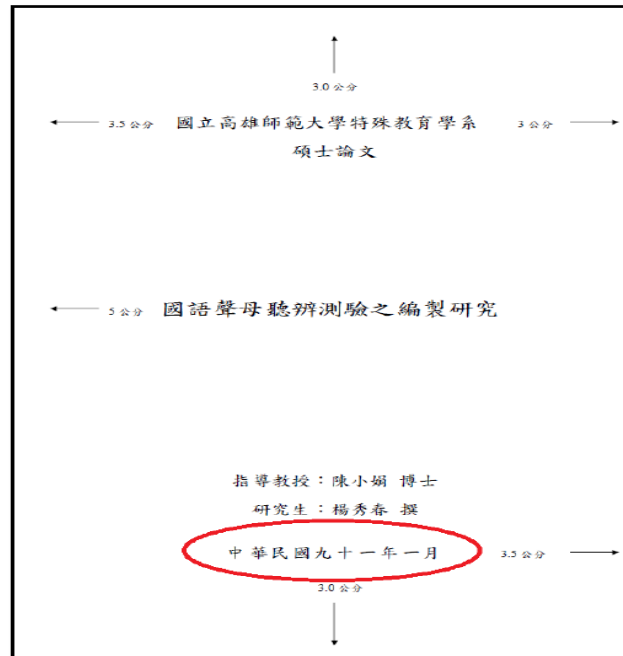 3.0 公分
3.5 公分 國立高雄師範大學特殊教育學系 3 公分
碩士論文
5 公分 國語聲母聽辨測驗之編製研究
指導教授：陳小娟 博士
研究生：楊秀春 撰
中華民國九十一年一月 3.5 公分
3.0 公分